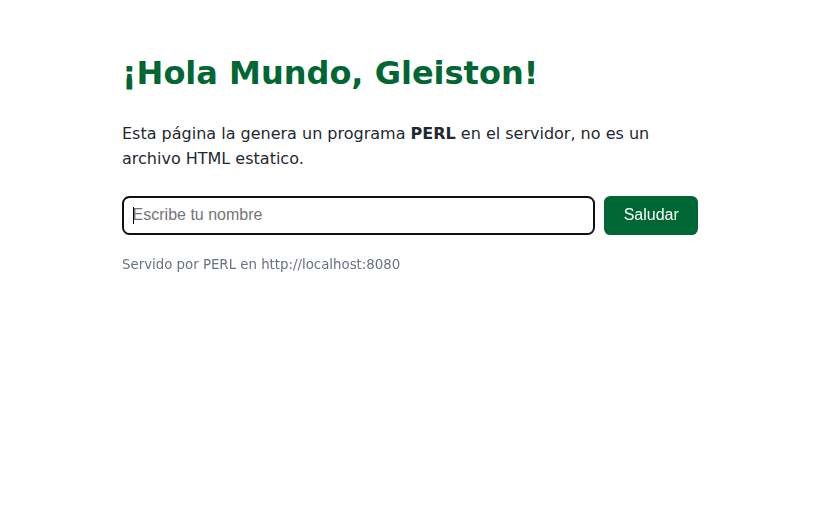 ¡Hola Mundo, Gleiston!
Esta página la genera un programa PERL en el servidor, no es un
archivo HTML estatico.
Escribe tu nombre
Saludar
Servido por PERL en http://localhost:8080